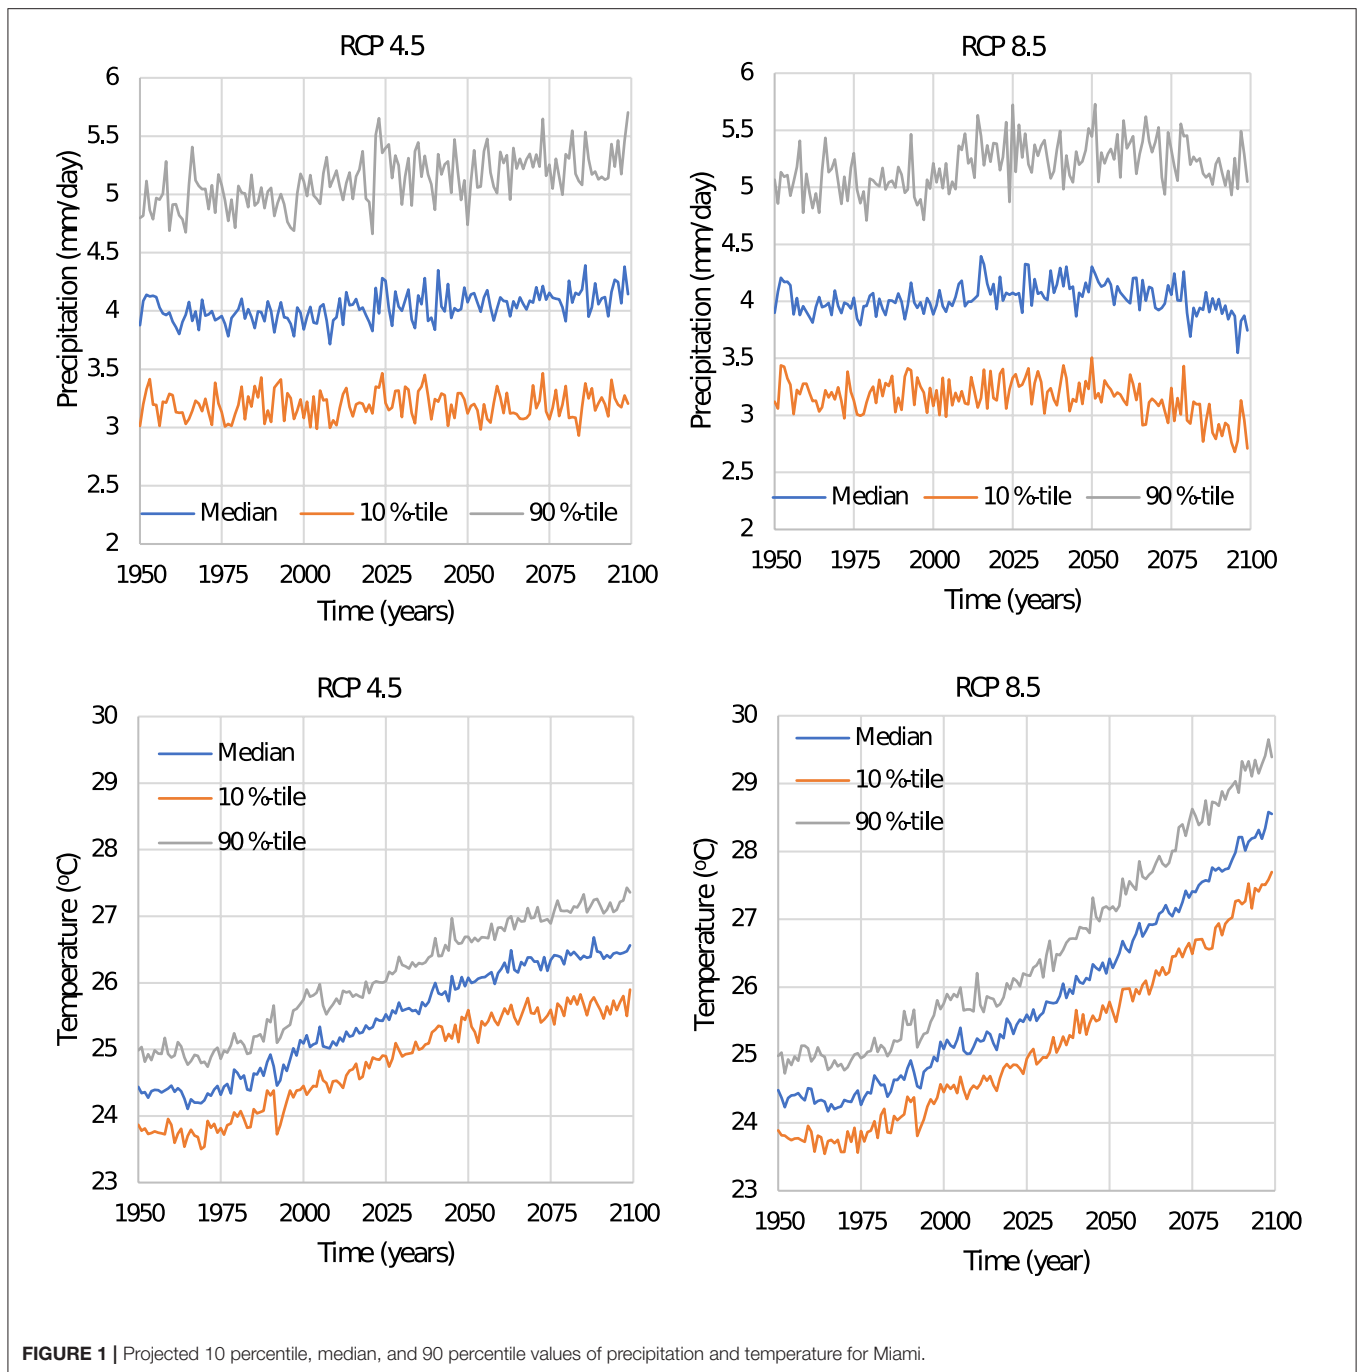 RCP 4.5
Precipitation (mm/day)
6
5.5
5
4.5
4
3.5
3
2.5
2
Median
10 %-tile
90 %-tile
1950 1975 2000 2025 2050 2075 2100
Time (years)
RCP 8.5
Precipitation (mm/day)
6
5.5
5
4.5
4
3.5
3
2.5
2
Median
10 %-tile
90 %-tile
1950 1975 2000 2025 2050 2075 2100
Time (years)
RCP 4.5
Temperature (ºC)
30
29
28
27
26
25
24
23
Median
10 %-tile
90 %-tile
1950 1975 2000 2025 2050 2075 2100
Time (years)
RCP 8.5
Temperature (ºC)
30
29
28
27
26
25
24
23
Median
10 %-tile
90 %-tile
1950 1975 2000 2025 2050 2075 2100
Time (year)
FIGURE 1 | Projected 10 percentile, median, and 90 percentile values of precipitation and temperature for Miami.